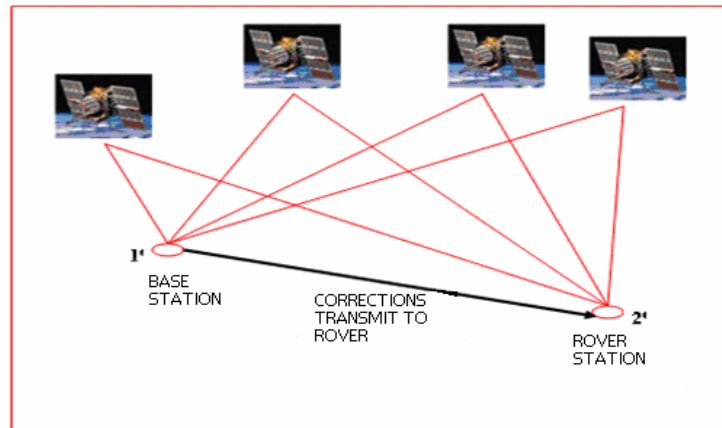 1'
BASE
STATION
CORRECTIONS
TRANSMIT TO
ROVER
2'
ROVER
STATION